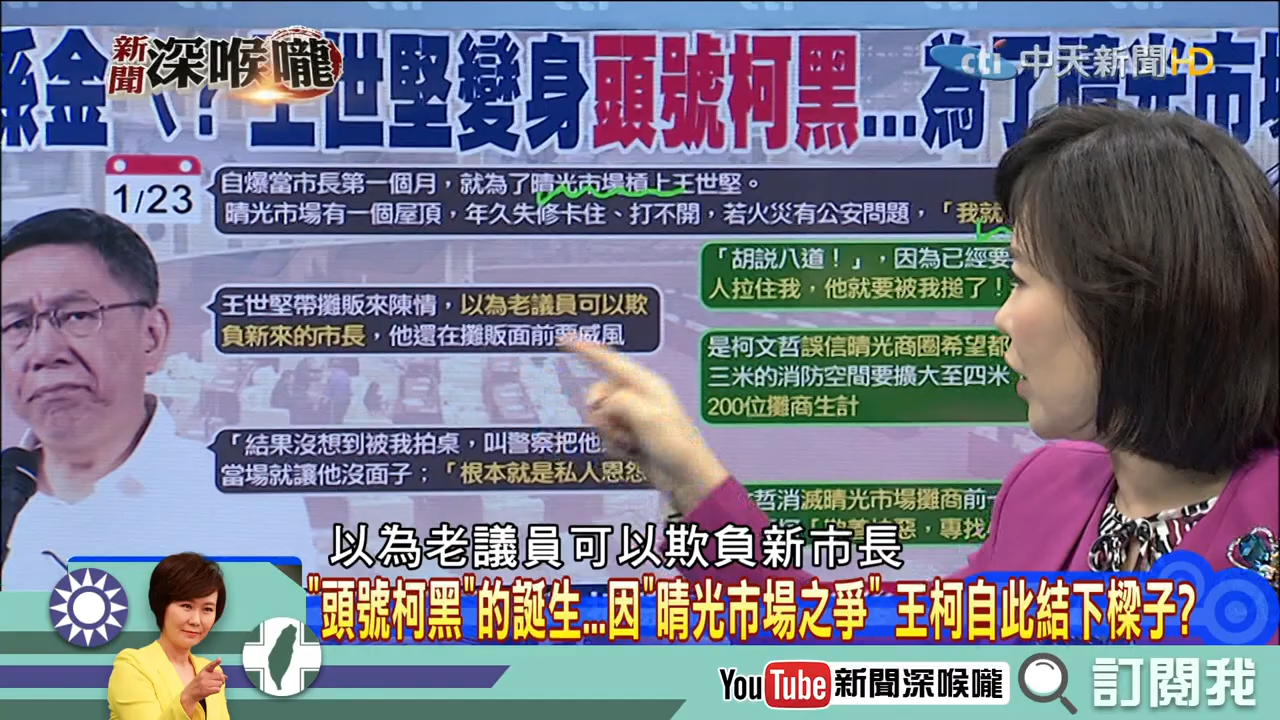 新聞深喉嚨
cti 中天新聞HD
王世堅變身頭號柯黑...為了晴光市場
1/23
自爆當市長第一個月，就為了晴光市場槓上王世堅。
晴光市場有一個屋頂，年久失修卡住、打不開，若火災有公安問題，「我就
「胡說八道！」，因為已經要
人拉住我，他就要被我搥了！
王世堅帶攤販來陳情，以為老議員可以欺
負新來的市長，他還在攤販面前耍威風
是柯文哲誤信晴光商圈希望都
三米的消防空間要擴大至四米
200位攤商生計
「結果沒想到被我拍桌，叫警察把他
當場就讓他沒面子；「根本就是私人恩怨
哲消滅晴光市場攤商前一
，專找
以為老議員可以欺負新市長
"頭號柯黑"的誕生...因"晴光市場之爭" 王柯自此結下樑子?
YouTube 新聞深喉嚨 訂閱我